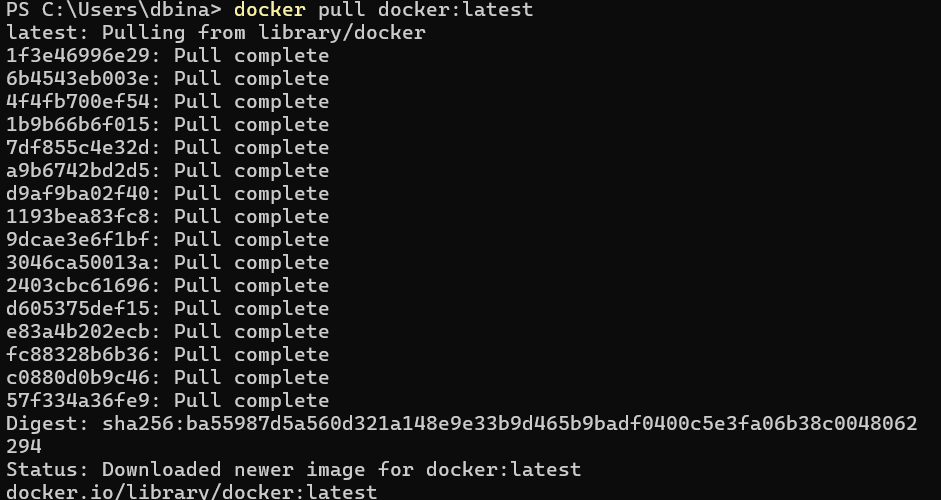 PS C:\Users\dbina> docker pull docker:latest
latest: Pulling from library/docker
1f3e46996e29: Pull complete
6b4543eb003e: Pull complete
4f4fb700ef54: Pull complete
1b9b66b6f015: Pull complete
7df855c4e32d: Pull complete
a9b6742bd2d5: Pull complete
d9af9ba02f40: Pull complete
1193bea83fc8: Pull complete
9dcae3e6f1bf: Pull complete
3046ca50013a: Pull complete
2403cbc61696: Pull complete
d605375def15: Pull complete
e83a4b202ecb: Pull complete
fc88328b6b36: Pull complete
c0880d0b9c46: Pull complete
57f334a36fe9: Pull complete
Digest: sha256:ba55987d5a560d321a148e9e33b9d465b9badf0400c5e3fa06b38c0048062
294
Status: Downloaded newer image for docker:latest
docker.io/library/docker:latest